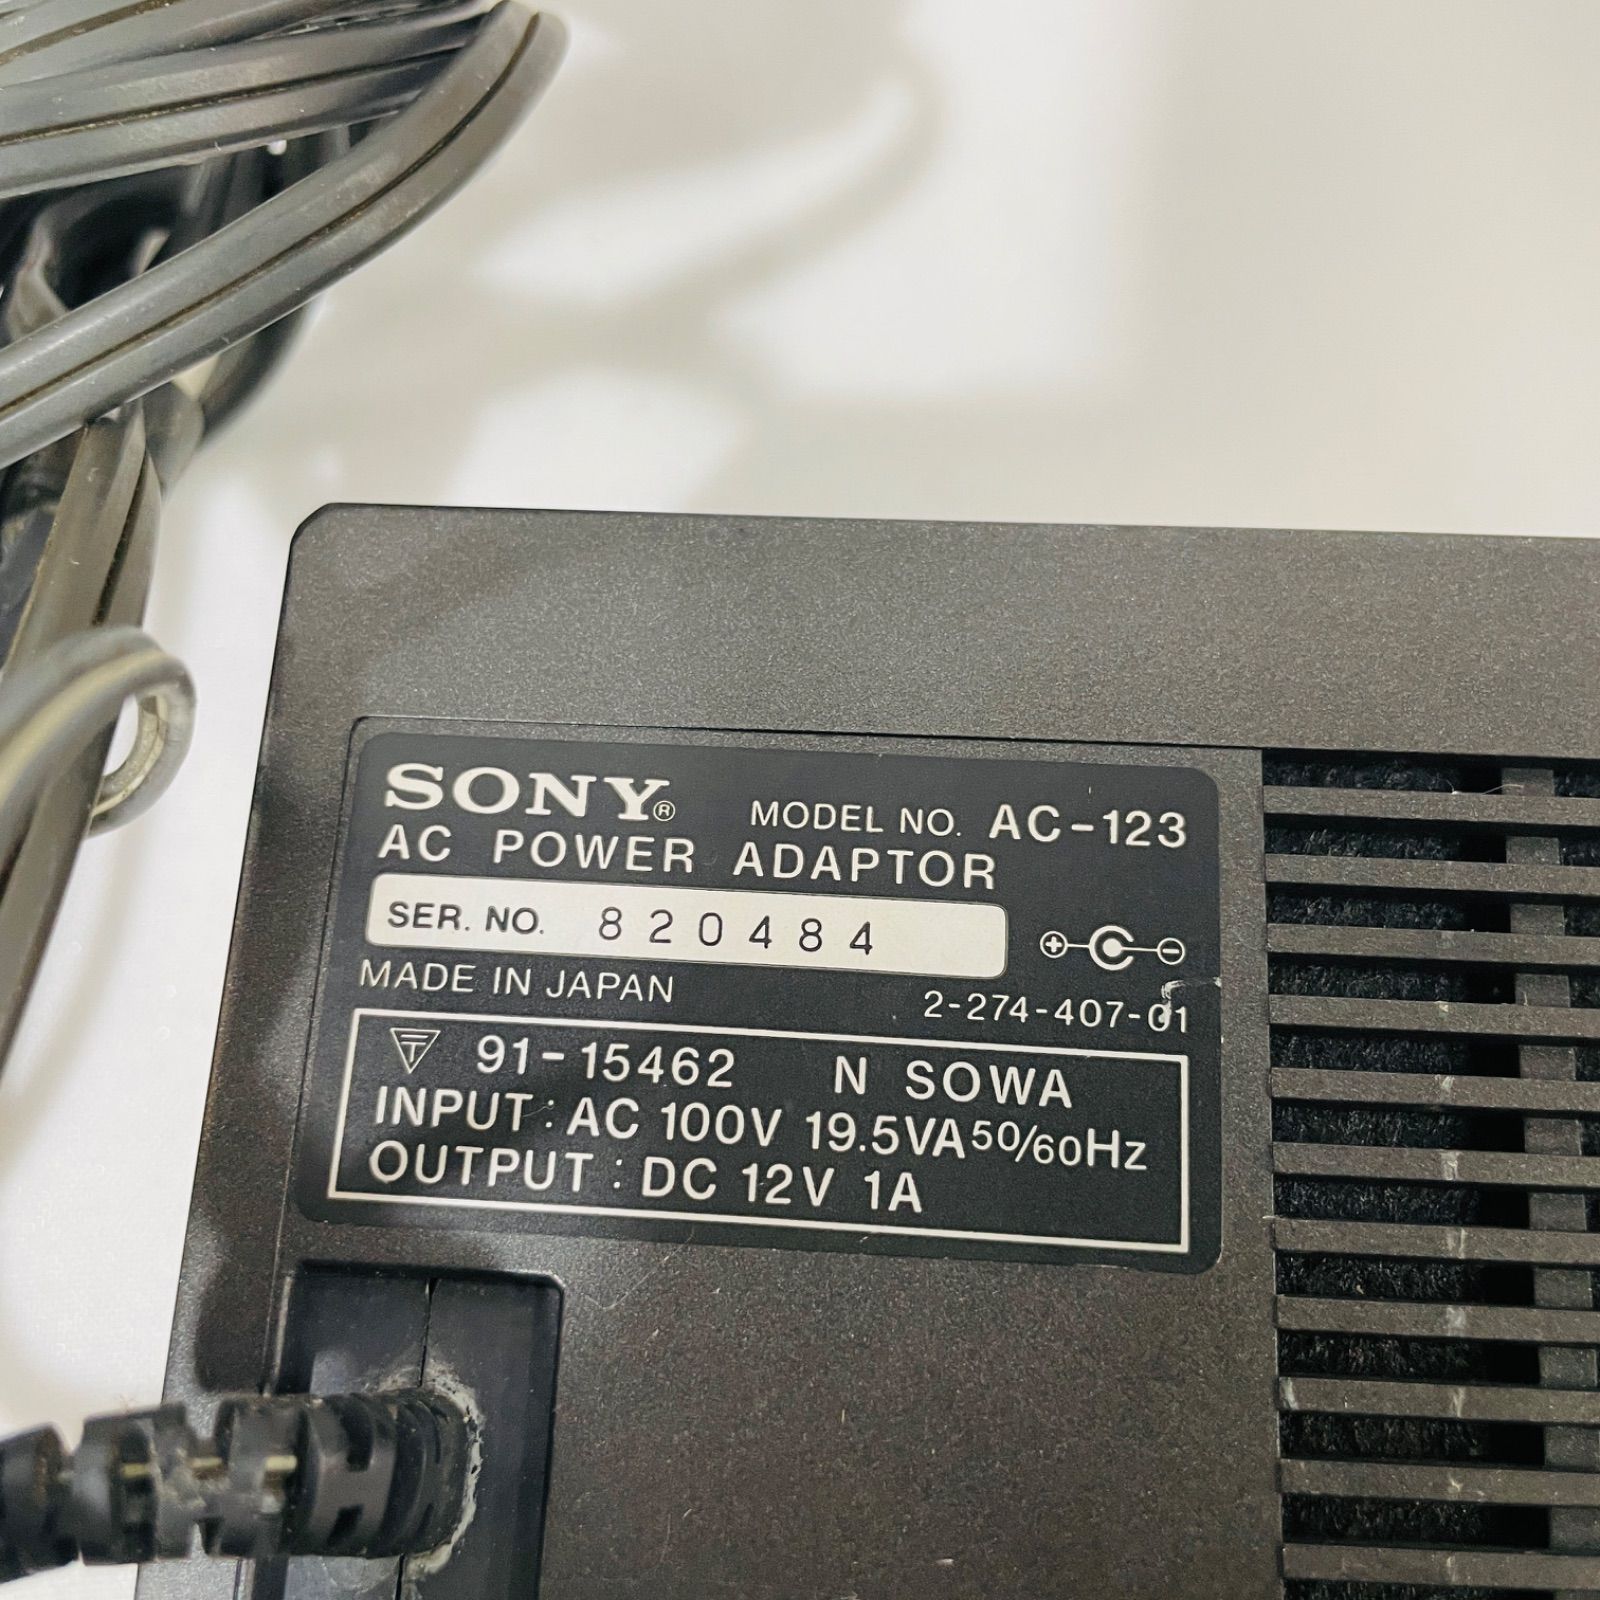 SONY® MODEL NO. AC-123
AC POWER ADAPTOR
SER. NO. 820484
MADE IN JAPAN
2-274-407-01
T 91-15462 N SOWA
INPUT : AC 100V 19.5VA 50/60Hz
OUTPUT : DC 12V 1A